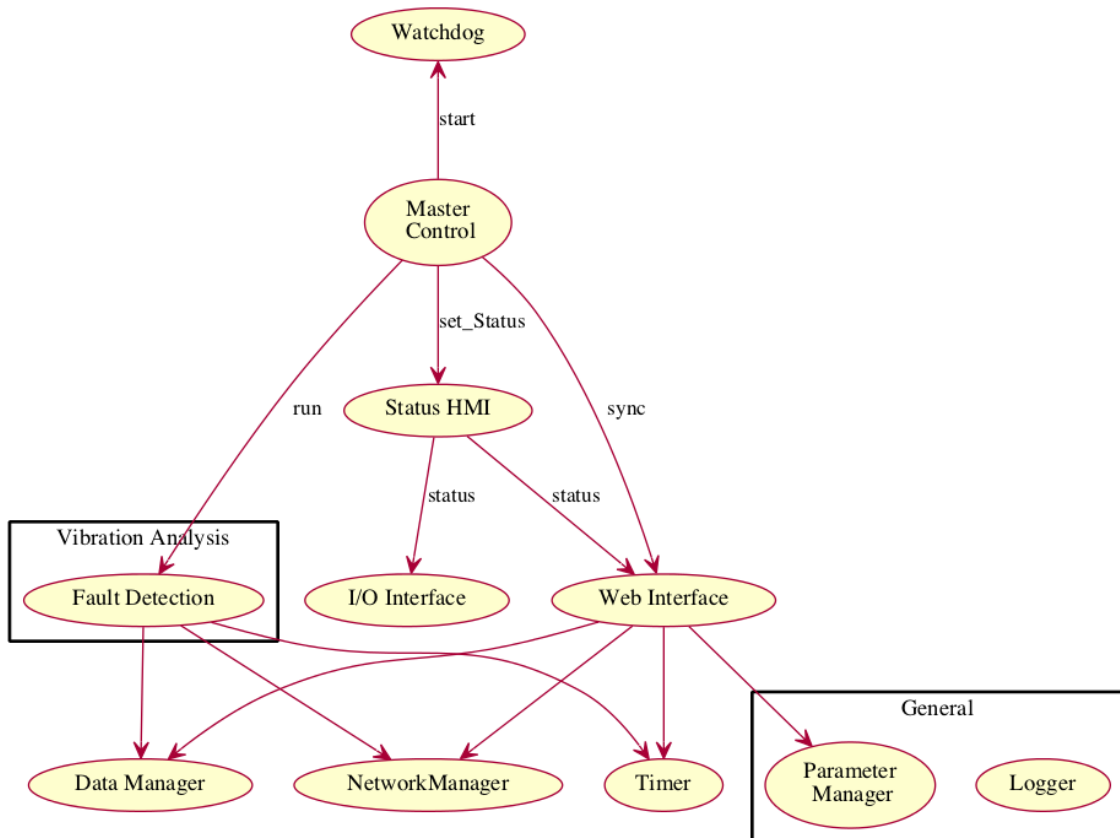 Watchdog
start
Master
Control
set_Status
Status HMI
run
sync
status
status
Vibration Analysis
Fault Detection
I/O Interface
Web Interface
General
Data Manager
NetworkManager
Timer
Parameter
Manager
Logger